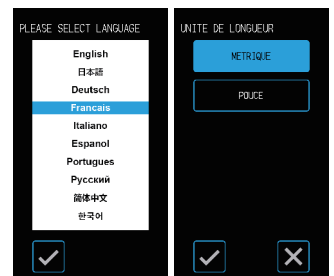 PLEASE SELECT LANGUAGE
English
日本語
Deutsch
Francais
Italiano
Espanol
Portugues
Русский
简体中文
한국어
UNITE DE LONGUEUR
METRIQUE
POUCE